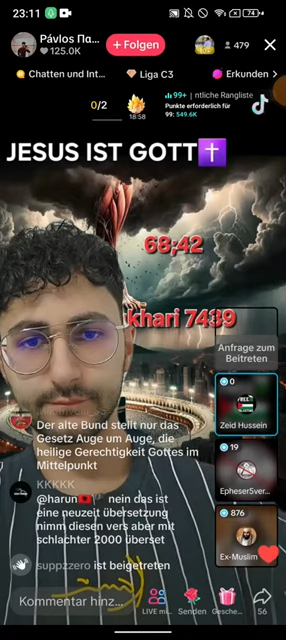 23:11
74
Pávlos Πα...
125.0K
+ Folgen
479
Chatten und Int...
Liga C3
Erkunden
0/2
18:58
99+ | ntliche Rangliste
Punkte erforderlich für
99: 549.6K
JESUS IST GOTT
68;42
khari 7439
Anfrage zum
Beitreten
0
Zeid Hussein
Der alte Bund stellt nur das
Gesetz Auge um Auge, die
heilige Gerechtigkeit Gottes im
Mittelpunkt
19
Epheser5ver...
KKKKK
@harun nein das ist
eine neuzeit übersetzung
nimm diesen vers aber mit
schlachter 2000 überset
876
Ex-Muslim
suppzzero ist beigetreten
Kommentar hinz...
LIVE mi...
Senden
Gesche...
56